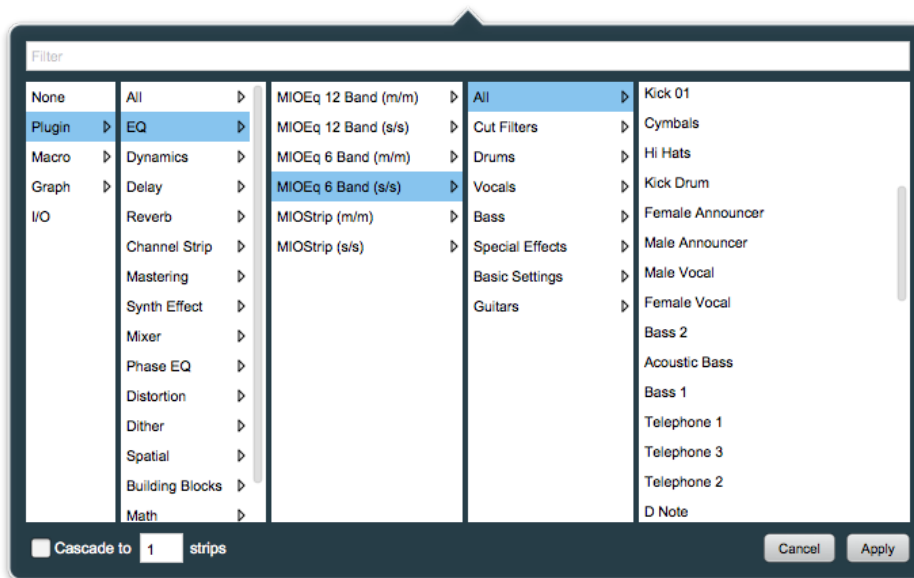 Filter
None
Plugin
Macro
Graph
I/O
All
EQ
Dynamics
Delay
Reverb
Channel Strip
Mastering
Synth Effect
Mixer
Phase EQ
Distortion
Dither
Spatial
Building Blocks
Math
MIOEq 12 Band (m/m)
MIOEq 12 Band (s/s)
MIOEq 6 Band (m/m)
MIOEq 6 Band (s/s)
MIOStrip (m/m)
MIOStrip (s/s)
All
Cut Filters
Drums
Vocals
Bass
Special Effects
Basic Settings
Guitars
Kick 01
Cymbals
Hi Hats
Kick Drum
Female Announcer
Male Announcer
Male Vocal
Female Vocal
Bass 2
Acoustic Bass
Bass 1
Telephone 1
Telephone 3
Telephone 2
D Note
Cascade to 1 strips
Cancel
Apply